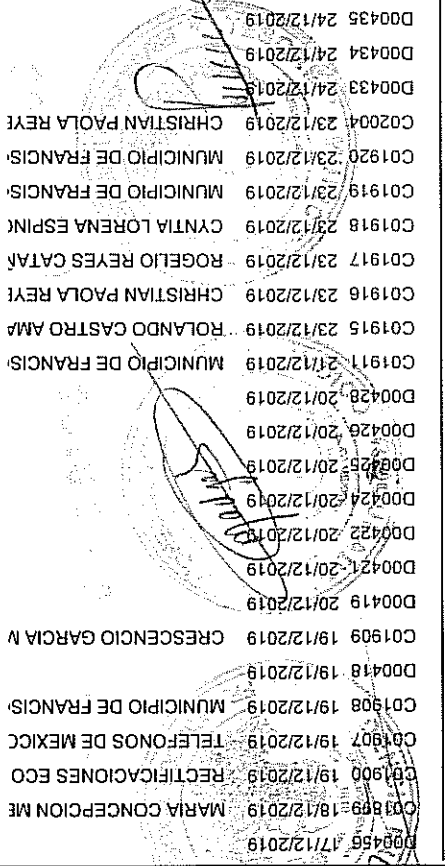 D00456 17/12/2019
C01899 18/12/2019 MARIA CONCEPCION ME
C01900 19/12/2019 RECTIFICACIONES ECO
C01907 19/12/2019 TELEFONOS DE MEXICO
C01908 19/12/2019 MUNICIPIO DE FRANCIS
D00418 19/12/2019
C01909 19/12/2019 CRESCENCIO GARCIA M
D00419 20/12/2019
D00421 20/12/2019
D00422 20/12/2019
D00424 20/12/2019
D00425 20/12/2019
D00426 20/12/2019
D00428 20/12/2019
C01911 21/12/2019 MUNICIPIO DE FRANCIS
C01915 23/12/2019 ROLANDO CASTRO AMA
C01916 23/12/2019 CHRISTIAN PAOLA REYE
C01917 23/12/2019 ROGELIO REYES CATAÑ
C01918 23/12/2019 CYNTIA LORENA ESPINO
C01919 23/12/2019 MUNICIPIO DE FRANCIS
C01920 23/12/2019 MUNICIPIO DE FRANCIS
C02004 23/12/2019 CHRISTIAN PAOLA REYE
D00433 24/12/2019
D00434 24/12/2019
D00435 24/12/2019